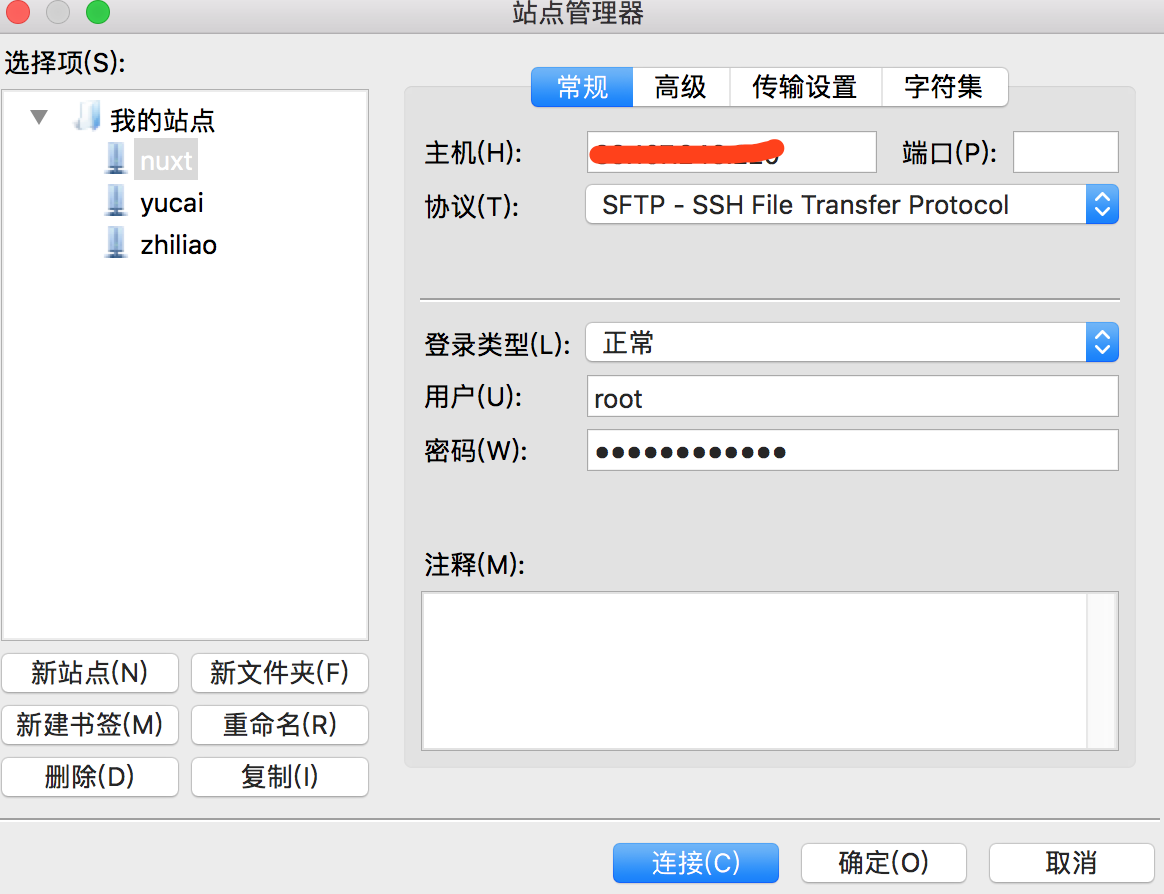 站点管理器
选择项(S):
我的站点
nuxt
yucai
zhiliao
新站点(N)
新文件夹(F)
新建书签(M)
重命名(R)
删除(D)
复制(I)
常规
高级
传输设置
字符集
主机(H):
端口(P):
协议(T):
SFTP - SSH File Transfer Protocol
登录类型(L):
正常
用户(U):
root
密码(W):
●●●●●●●●●●●●
注释(M):
连接(C)
确定(O)
取消